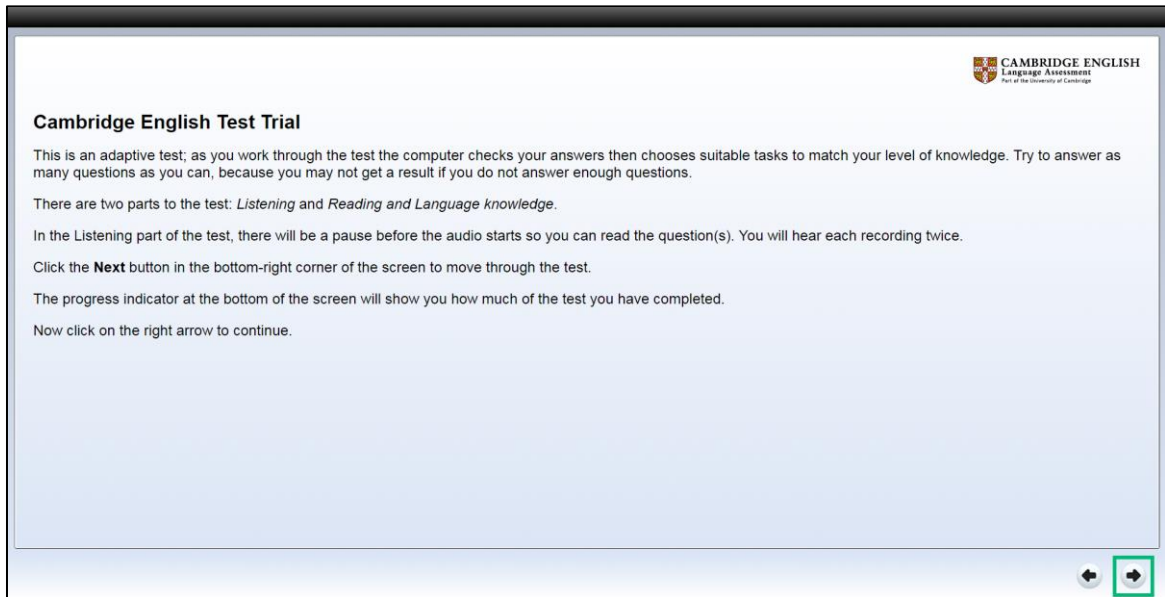 CAMBRIDGE ENGLISH
Language Assessment
Part of the University of Cambridge
Cambridge English Test Trial
This is an adaptive test; as you work through the test the computer checks your answers then chooses suitable tasks to match your level of knowledge. Try to answer as
many questions as you can, because you may not get a result if you do not answer enough questions.
There are two parts to the test: Listening and Reading and Language knowledge.
In the Listening part of the test, there will be a pause before the audio starts so you can read the question(s). You will hear each recording twice.
Click the Next button in the bottom-right corner of the screen to move through the test.
The progress indicator at the bottom of the screen will show you how much of the test you have completed.
Now click on the right arrow to continue.